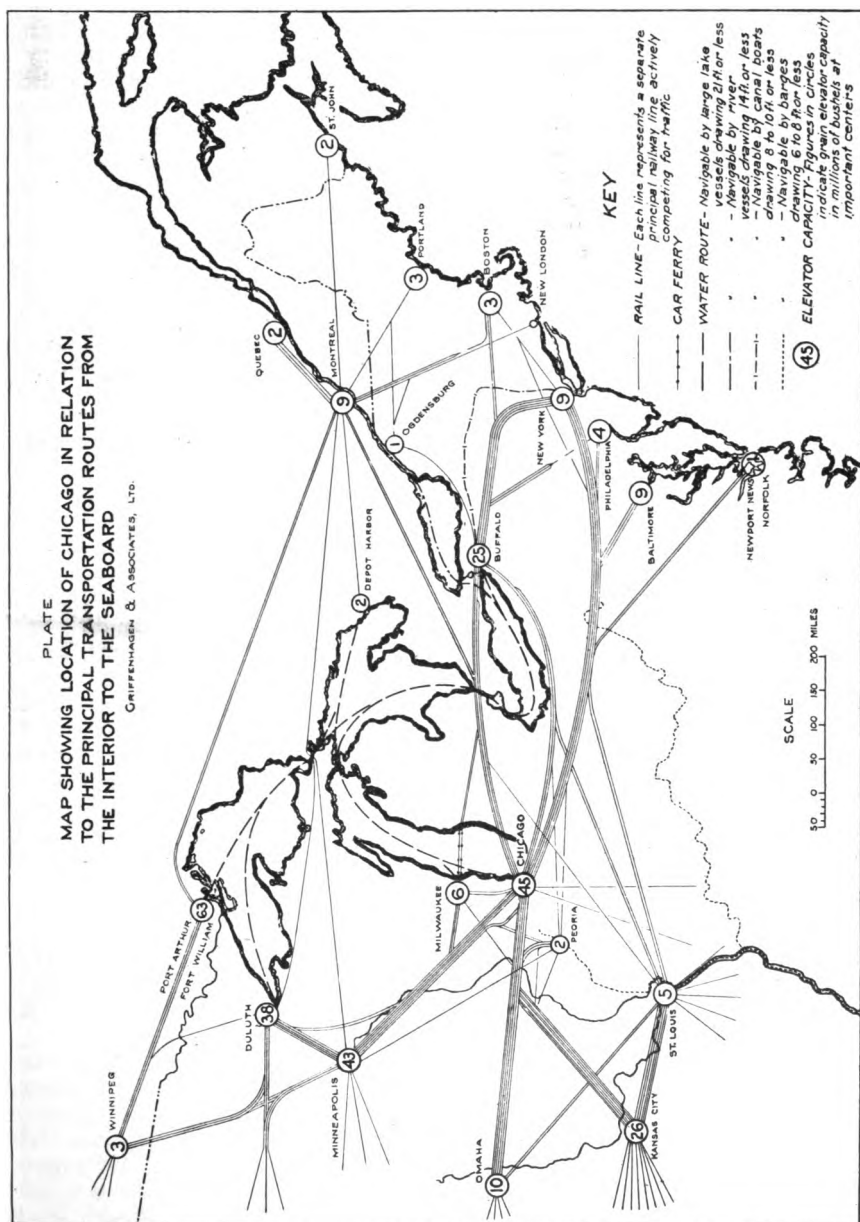 PLATE
MAP SHOWING LOCATION OF CHICAGO IN RELATION
TO THE PRINCIPAL TRANSPORTATION ROUTES FROM
THE INTERIOR TO THE SEABOARD
GRIFFENHAGEN & ASSOCIATES, LTD.
3
WINNIPEG
PORT ARTHUR
63
FORT WILLIAM
DULUTH
38
MINNEAPOLIS
43
OMAHA
10
KANSAS CITY
26
ST. LOUIS
5
PEORIA
2
MILWAUKEE
6
CHICAGO
45
DEPOT HARBOR
2
BUFFALO
25
OGDENSBURG
1
MONTREAL
9
QUEBEC
2
ST. JOHN
2
PORTLAND
3
BOSTON
3
NEW LONDON
NEW YORK
9
PHILADELPHIA
4
BALTIMORE
9
NEWPORT NEWS
NORFOLK
SCALE
50 0 50 100 150 200 MILES
KEY
RAIL LINE - Each line represents a separate
principal railway line actively
competing for traffic
CAR FERRY
WATER ROUTE - Navigable by large lake
vessels drawing 21 ft. or less
" - Navigable by river
vessels drawing 14 ft. or less
" - Navigable by canal boats
drawing 8 to 10 ft. or less
" - Navigable by barges
drawing 6 to 8 ft. or less
45 ELEVATOR CAPACITY - Figures in circles
indicate grain elevator capacity
in millions of bushels at
important centers